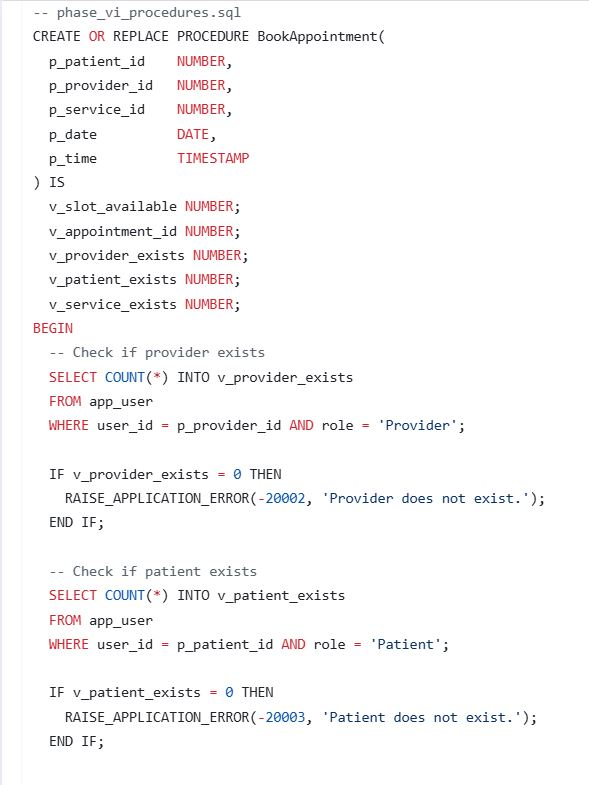 -- phase_vi_procedures.sql
CREATE OR REPLACE PROCEDURE BookAppointment(
  p_patient_id    NUMBER,
  p_provider_id   NUMBER,
  p_service_id    NUMBER,
  p_date          DATE,
  p_time          TIMESTAMP
) IS
  v_slot_available NUMBER;
  v_appointment_id NUMBER;
  v_provider_exists NUMBER;
  v_patient_exists NUMBER;
  v_service_exists NUMBER;
BEGIN
  -- Check if provider exists
  SELECT COUNT(*) INTO v_provider_exists
  FROM app_user
  WHERE user_id = p_provider_id AND role = 'Provider';

  IF v_provider_exists = 0 THEN
    RAISE_APPLICATION_ERROR(-20002, 'Provider does not exist.');
  END IF;

  -- Check if patient exists
  SELECT COUNT(*) INTO v_patient_exists
  FROM app_user
  WHERE user_id = p_patient_id AND role = 'Patient';

  IF v_patient_exists = 0 THEN
    RAISE_APPLICATION_ERROR(-20003, 'Patient does not exist.');
  END IF;